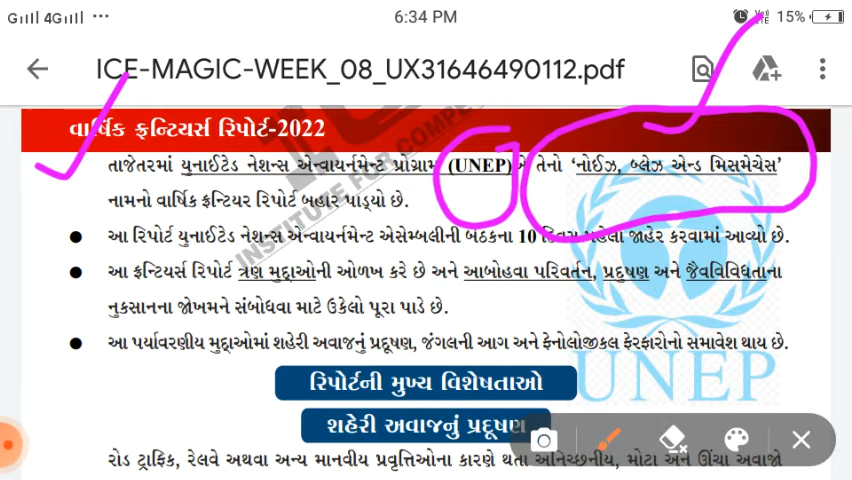 4G 6:34 PM 15%
ICE-MAGIC-WEEK_08_UX31646490112.pdf
વાર્ષિક ફ્રન્ટિયર્સ રિપોર્ટ-2022
તાજેતરમાં યુનાઈટેડ નેશન્સ એન્વાયર્નમેન્ટ પ્રોગ્રામ (UNEP)એ તેનો ‘નોઈઝ, બ્લેઝ એન્ડ મિસમેચેસ’
નામનો વાર્ષિક ફ્રન્ટિયર રિપોર્ટ બહાર પાડ્યો છે.
● આ રિપોર્ટ યુનાઈટેડ નેશન્સ એન્વાયર્નમેન્ટ એસેમ્બલીની બેઠકના 10 દિવસ પહેલાં જાહેર કરવામાં આવ્યો છે.
● આ ફ્રન્ટિયર્સ રિપોર્ટ ત્રણ મુદ્દાઓની ઓળખ કરે છે અને આબોહવા પરિવર્તન, પ્રદુષણ અને જૈવવિવિધતાના
નુકસાનના જોખમને સંબોધવા માટે ઉકેલો પૂરા પાડે છે.
● આ પર્યાવરણીય મુદ્દાઓમાં શહેરી અવાજનું પ્રદૂષણ, જંગલની આગ અને ફેનોલોજીકલ ફેરફારોનો સમાવેશ થાય છે.
UNEP
રિપોર્ટની મુખ્ય વિશેષતાઓ
શહેરી અવાજનું પ્રદૂષણ
રોડ ટ્રાફિક, રેલવે અથવા અન્ય માનવીય પ્રવૃત્તિઓના કારણે થતા અનિચ્છનીય, મોટા અને ઊંચા અવાજો
INSTITUTE FOR COMPE